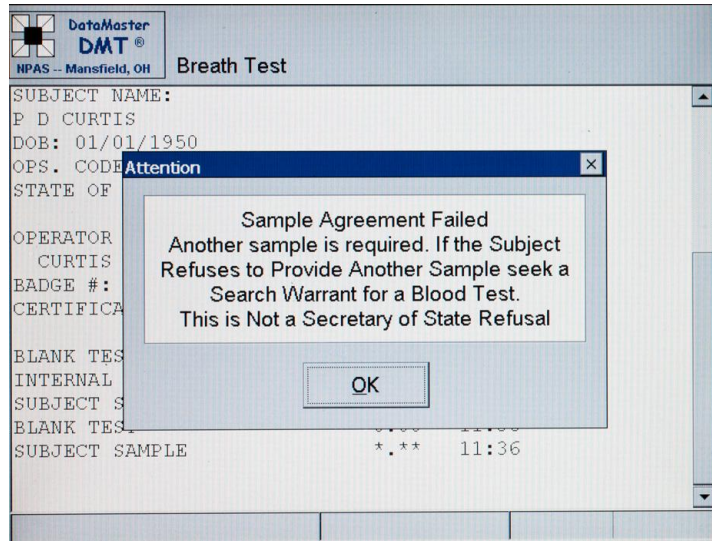 DataMaster
DMT ®
NPAS -- Mansfield, OH
Breath Test
SUBJECT NAME:
P D CURTIS
DOB: 01/01/1950
OPS. CODE
STATE OF
OPERATOR
CURTIS
BADGE #:
CERTIFICA
BLANK TES
INTERNAL
SUBJECT S
BLANK TEST
SUBJECT SAMPLE *.** 11:36
Attention
Sample Agreement Failed
Another sample is required. If the Subject
Refuses to Provide Another Sample seek a
Search Warrant for a Blood Test.
This is Not a Secretary of State Refusal
OK